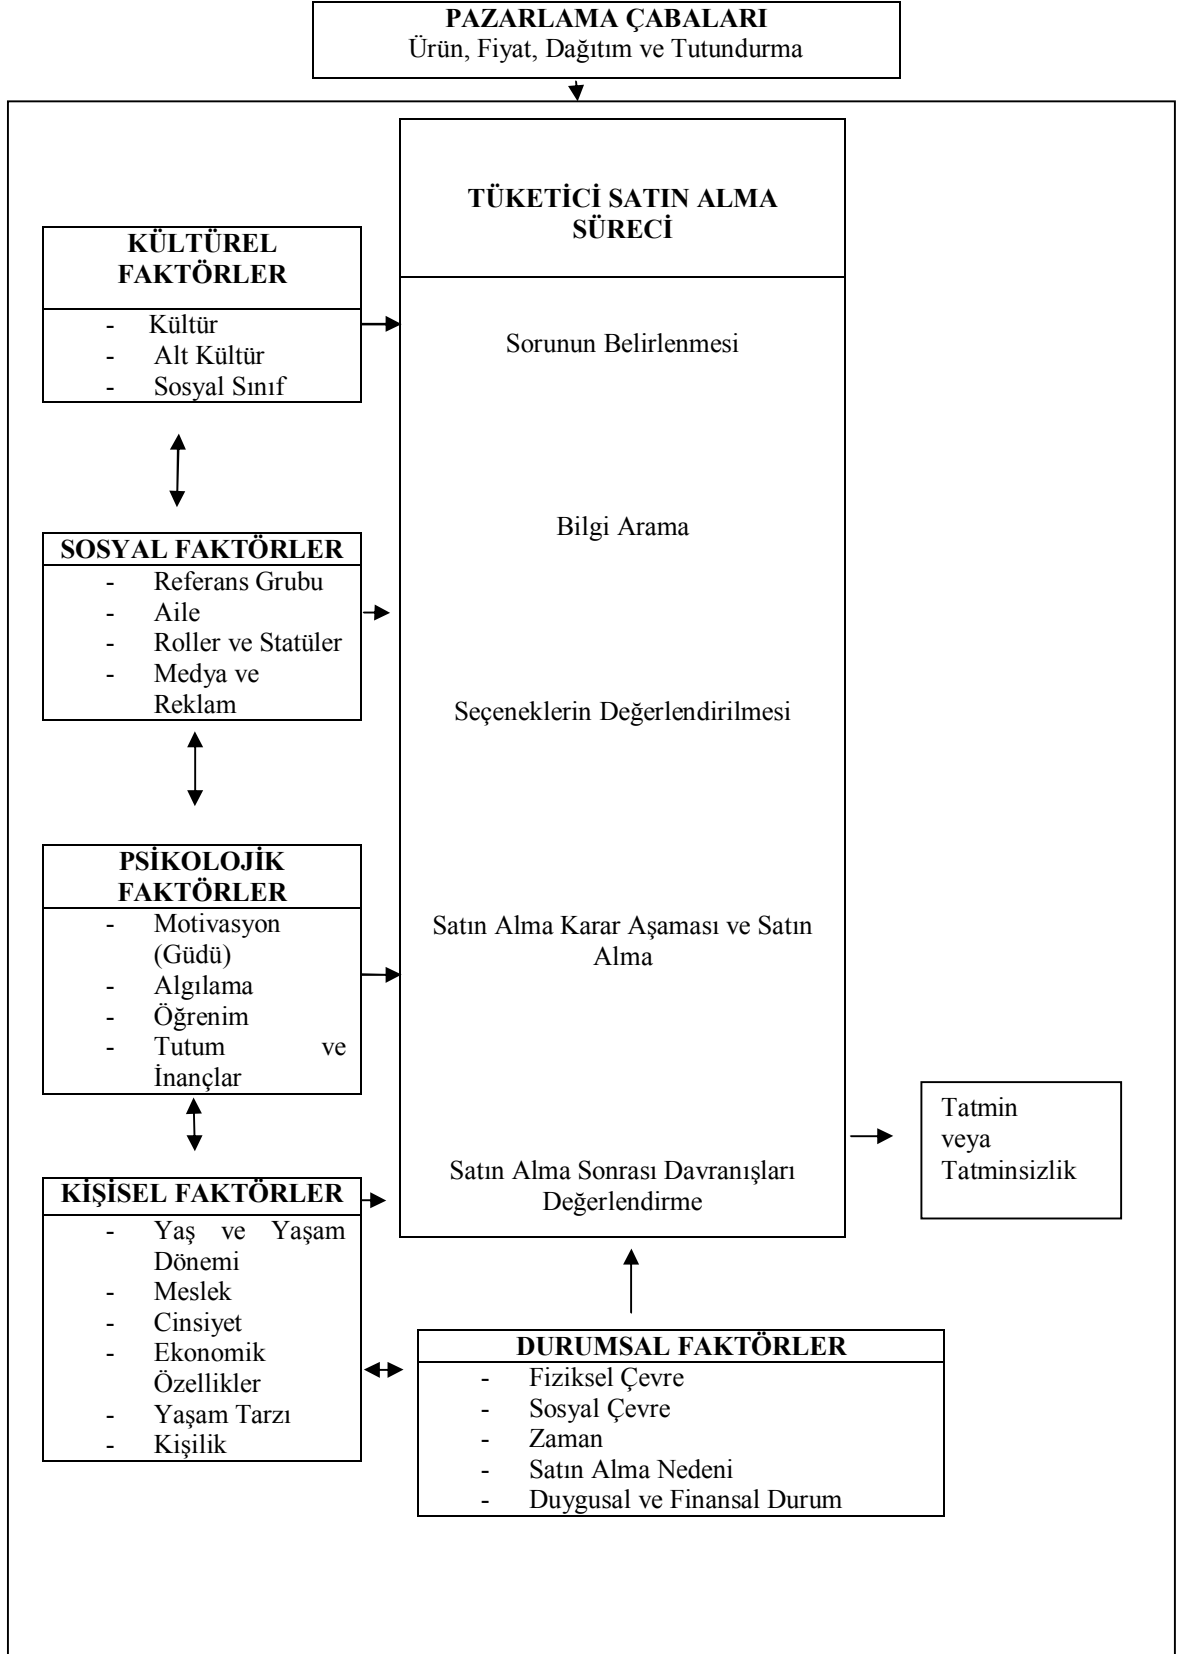 PAZARLAMA ÇABALARI
Ürün, Fiyat, Dağıtım ve Tutundurma
TÜKETİCİ SATIN ALMA
SÜRECİ
KÜLTÜREL
FAKTÖRLER
- Kültür
- Alt Kültür
- Sosyal Sınıf
Sorunun Belirlenmesi
Bilgi Arama
SOSYAL FAKTÖRLER
- Referans Grubu
- Aile
- Roller ve Statüler
- Medya ve
Reklam
Seçeneklerin Değerlendirilmesi
PSİKOLOJİK
FAKTÖRLER
- Motivasyon
(Güdü)
- Algılama
- Öğrenim
- Tutum ve
İnançlar
Satın Alma Karar Aşaması ve Satın
Alma
Tatmin
veya
Tatminsizlik
Satın Alma Sonrası Davranışları
Değerlendirme
KİŞİSEL FAKTÖRLER
- Yaş ve Yaşam
Dönemi
- Meslek
- Cinsiyet
- Ekonomik
Özellikler
- Yaşam Tarzı
- Kişilik
DURUMSAL FAKTÖRLER
- Fiziksel Çevre
- Sosyal Çevre
- Zaman
- Satın Alma Nedeni
- Duygusal ve Finansal Durum